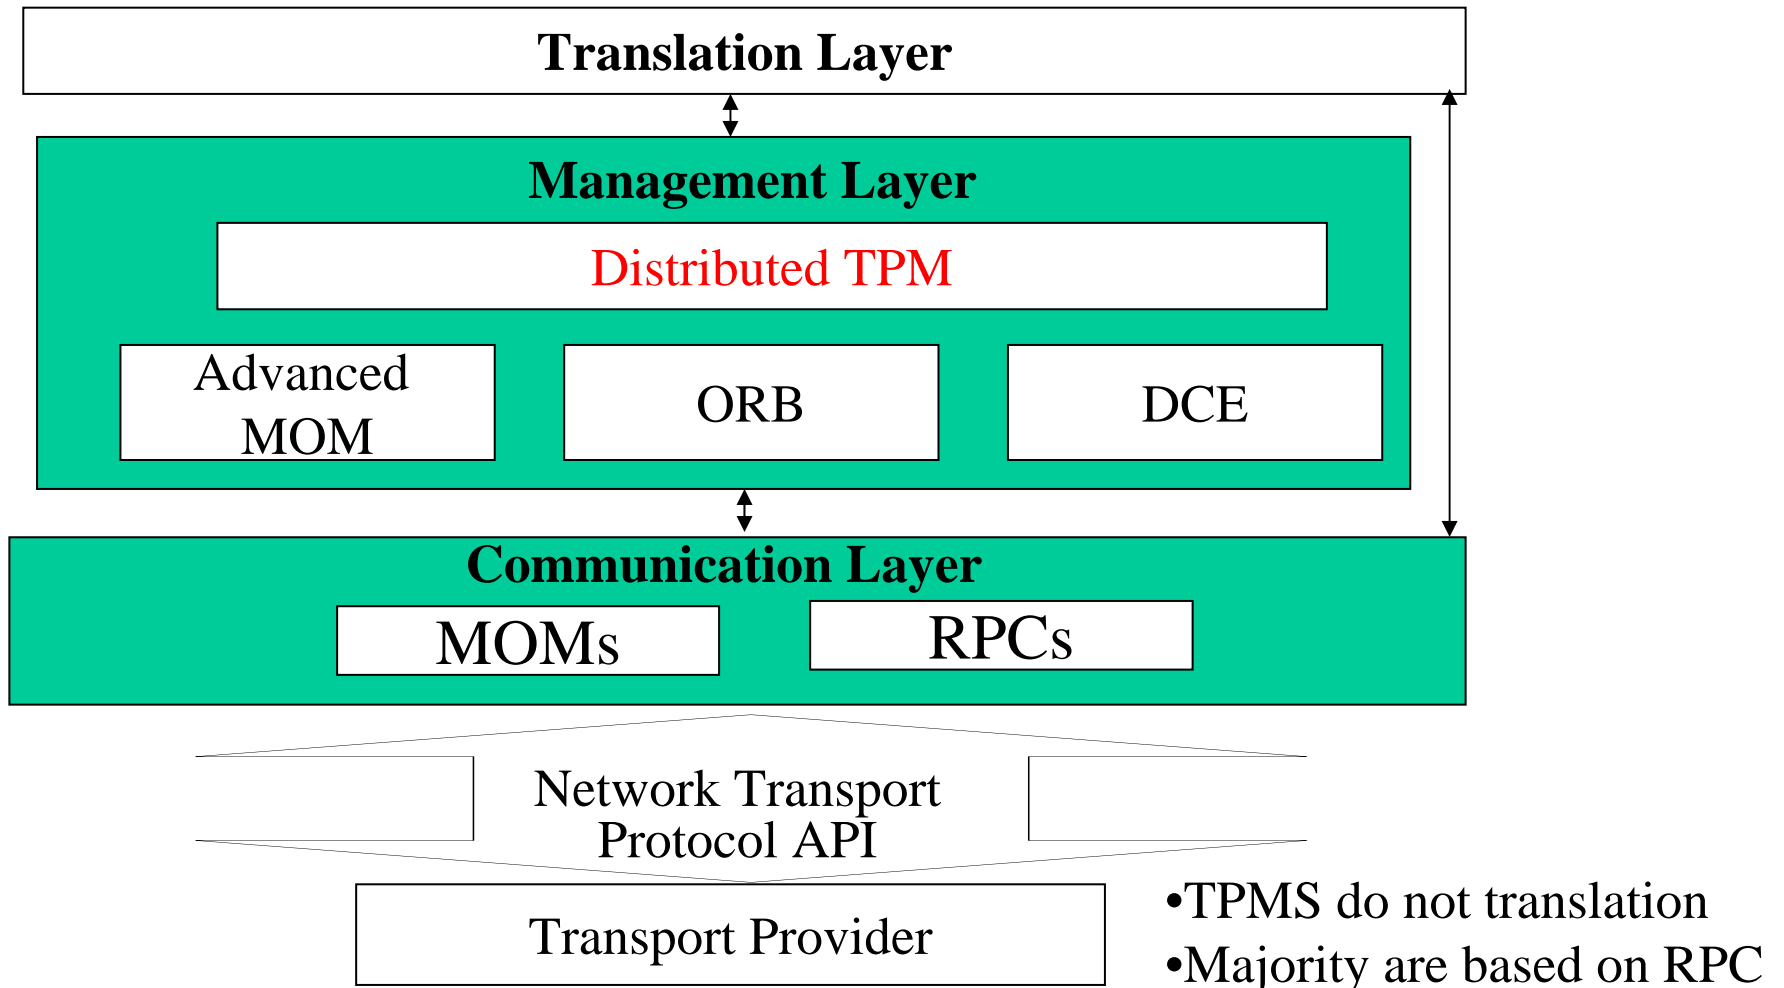 Translation Layer
Management Layer
Distributed TPM
Advanced
MOM
ORB
DCE
Communication Layer
MOMs
RPCs
Network Transport
Protocol API
Transport Provider
•TPMS do not translation
•Majority are based on RPC